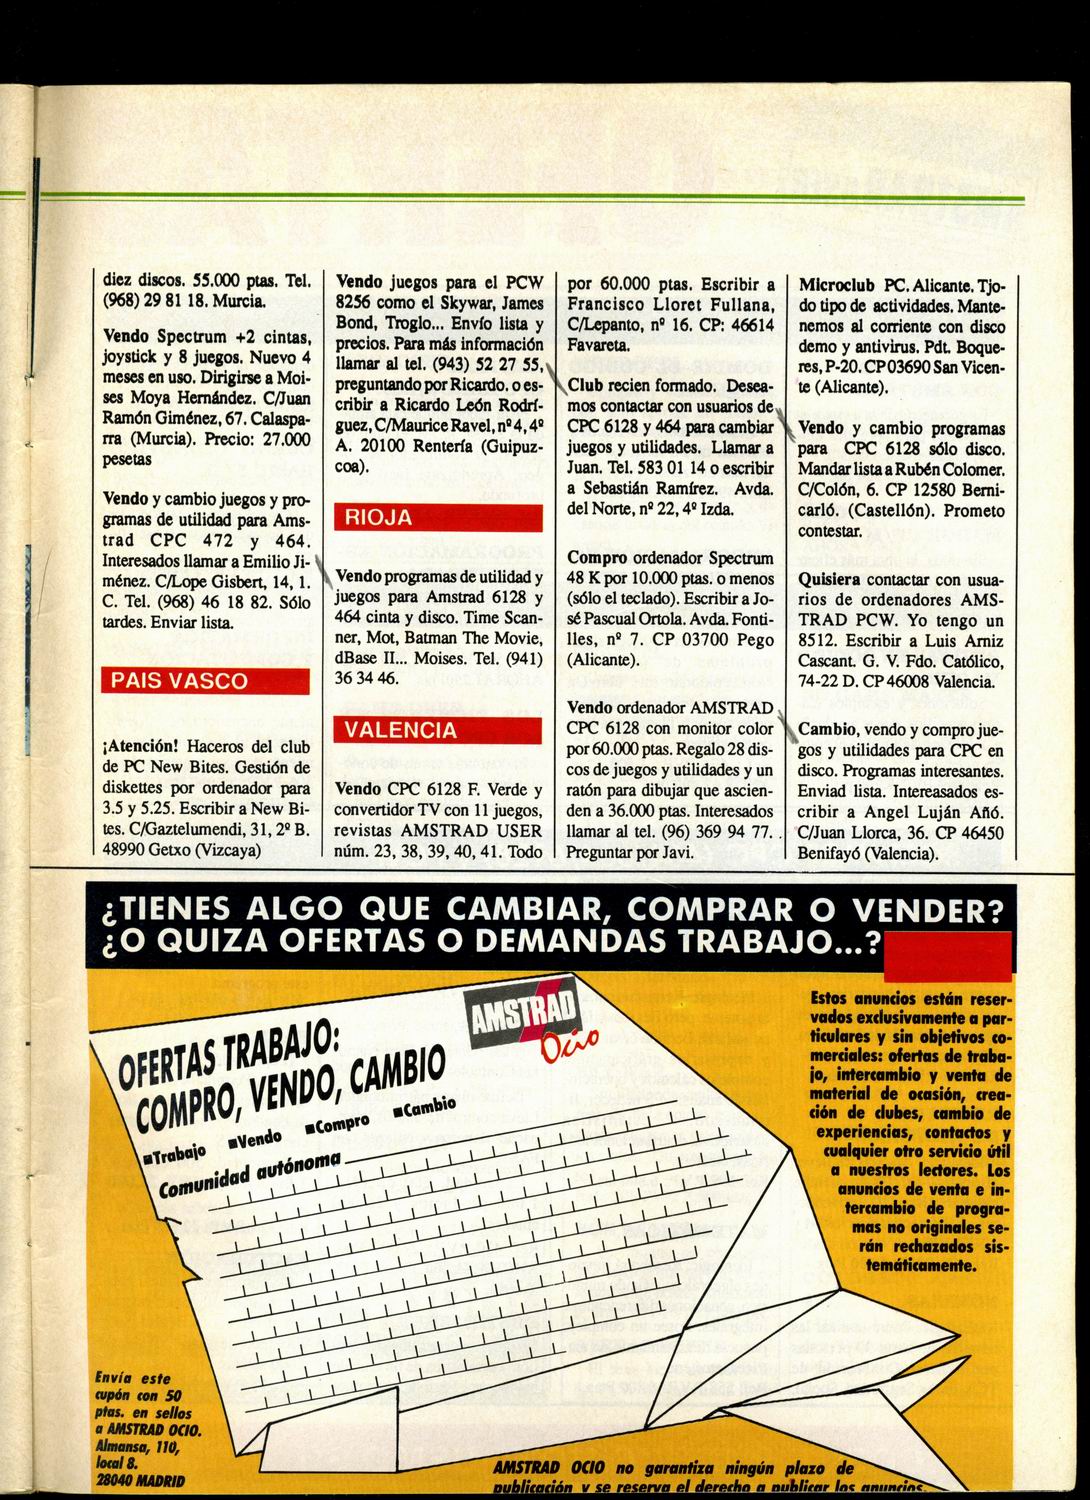 diez discos. 55.000 ptas. Tel.
(968) 29 81 18. Murcia.
Vendo Spectrum +2 cintas,
joystick y 8 juegos. Nuevo 4
meses en uso. Dirigirse a Moi-
ses Moya Hernández. C/Juan
Ramón Giménez, 67. Calaspa-
rra (Murcia). Precio: 27.000
pesetas
Vendo y cambio juegos y pro-
gramas de utilidad para Ams-
trad CPC 472 y 464.
Interesados llamar a Emilio Ji-
ménez. C/Lope Gisbert, 14, 1.
C. Tel. (968) 46 18 82. Sólo
tardes. Enviar lista.
PAIS VASCO
¡Atención! Haceros del club
de PC New Bites. Gestión de
diskettes por ordenador para
3.5 y 5.25. Escribir a New Bi-
tes. C/Gaztelumendi, 31, 2º B.
48990 Getxo (Vizcaya)
Vendo juegos para el PCW
8256 como el Skywar, James
Bond, Troglo... Envío lista y
precios. Para más información
llamar al tel. (943) 52 27 55,
preguntando por Ricardo, o es-
cribir a Ricardo León Rodrí-
guez, C/Maurice Ravel, nº 4, 4º
A. 20100 Rentería (Guipuz-
coa).
RIOJA
Vendo programas de utilidad y
juegos para Amstrad 6128 y
464 cinta y disco. Time Scan-
ner, Mot, Batman The Movie,
dBase II... Moises. Tel. (941)
36 34 46.
VALENCIA
Vendo CPC 6128 F. Verde y
convertidor TV con 11 juegos,
revistas AMSTRAD USER
núm. 23, 38, 39, 40, 41. Todo
por 60.000 ptas. Escribir a
Francisco Lloret Fullana,
C/Lepanto, nº 16. CP: 46614
Favareta.
Club recien formado. Desea-
mos contactar con usuarios de
CPC 6128 y 464 para cambiar
juegos y utilidades. Llamar a
Juan. Tel. 583 01 14 o escribir
a Sebastián Ramírez. Avda.
del Norte, nº 22, 4º Izda.
Compro ordenador Spectrum
48 K por 10.000 ptas. o menos
(sólo el teclado). Escribir a Jo-
sé Pascual Ortola. Avda. Fonti-
lles, nº 7. CP 03700 Pego
(Alicante).
Vendo ordenador AMSTRAD
CPC 6128 con monitor color
por 60.000 ptas. Regalo 28 dis-
cos de juegos y utilidades y un
ratón para dibujar que ascien-
den a 36.000 ptas. Interesados
llamar al tel. (96) 369 94 77.
Preguntar por Javi.
Microclub PC. Alicante. Tjo-
do tipo de actividades. Mante-
nemos al corriente con disco
demo y antivirus. Pdt. Boque-
res, P-20. CP 03690 San Vicen-
te (Alicante).
Vendo y cambio programas
para CPC 6128 sólo disco.
Mandar lista a Rubén Colomer.
C/Colón, 6. CP 12580 Berni-
carló. (Castellón). Prometo
contestar.
Quisiera contactar con usua-
rios de ordenadores AMS-
TRAD PCW. Yo tengo un
8512. Escribir a Luis Arniz
Cascant. G. V. Fdo. Católico,
74-22 D. CP 46008 Valencia.
Cambio, vendo y compro jue-
gos y utilidades para CPC en
disco. Programas interesantes.
Enviad lista. Intereasados es-
cribir a Angel Luján Añó.
C/Juan Llorca, 36. CP 46450
Benifayó (Valencia).
¿TIENES ALGO QUE CAMBIAR, COMPRAR O VENDER?
¿O QUIZA OFERTAS O DEMANDAS TRABAJO...?
AMSTRAD
Ocio
OFERTAS TRABAJO:
COMPRO, VENDO, CAMBIO
■Trabajo ■Vendo ■Compro ■Cambio
Comunidad autónoma
Estos anuncios están reser-
vados exclusivamente a par-
ticulares y sin objetivos co-
merciales: ofertas de traba-
jo, intercambio y venta de
material de ocasión, crea-
ción de clubes, cambio de
experiencias, contactos y
cualquier otro servicio útil
a nuestros lectores. Los
anuncios de venta e in-
tercambio de progra-
mas no originales se-
rán rechazados sis-
temáticamente.
Envía este
cupón con 50
ptas. en sellos
a AMSTRAD OCIO.
Almansa, 110,
local 8.
28040 MADRID
AMSTRAD OCIO no garantiza ningún plazo de
publicación y se reserva el derecho a publicar los anuncios.